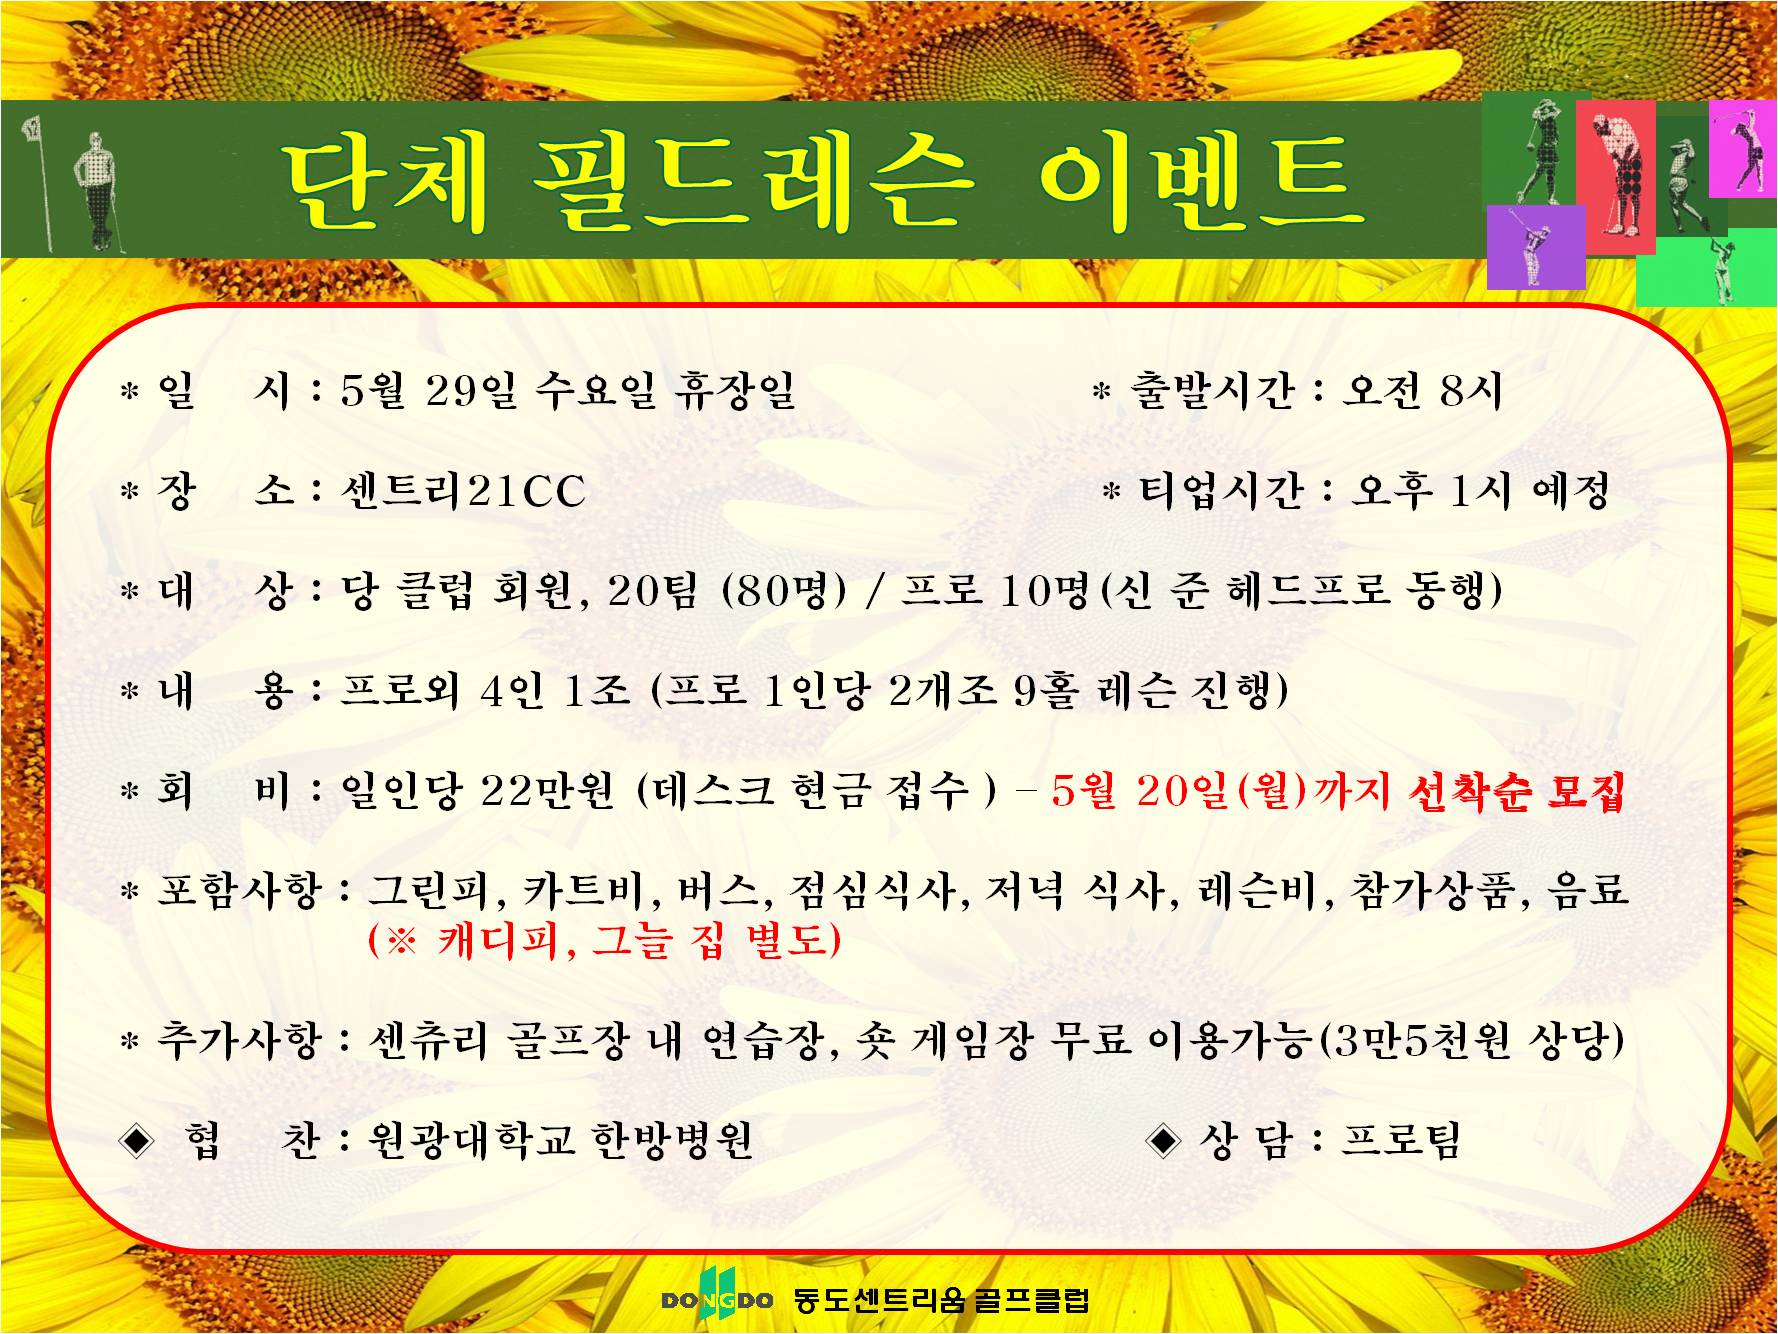 단체 필드레슨 이벤트
* 일 시 : 5월 29일 수요일 휴장일 * 출발시간 : 오전 8시
* 장 소 : 센트리21CC * 티업시간 : 오후 1시 예정
* 대 상 : 당 클럽 회원, 20팀 (80명) / 프로 10명(신 준 헤드프로 동행)
* 내 용 : 프로외 4인 1조 (프로 1인당 2개조 9홀 레슨 진행)
* 회 비 : 일인당 22만원 (데스크 현금 접수 ) – 5월 20일(월)까지 선착순 모집
* 포함사항 : 그린피, 카트비, 버스, 점심식사, 저녁 식사, 레슨비, 참가상품, 음료
(※ 캐디피, 그늘 집 별도)
* 추가사항 : 센츄리 골프장 내 연습장, 숏 게임장 무료 이용가능(3만5천원 상당)
◈ 협 찬 : 원광대학교 한방병원 ◈ 상 담 : 프로팀
DONGDO 동도센트리움 골프클럽